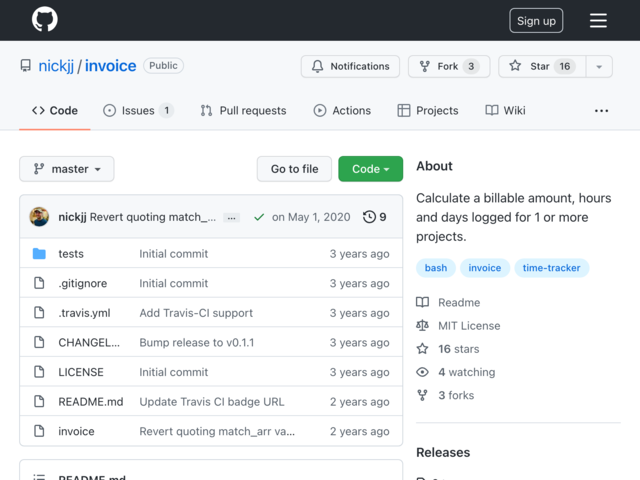 Sign up
nickjj / invoice Public
Notifications Fork 3 Star 16
Code Issues 1 Pull requests Actions Projects Wiki ...
master Go to file Code
nickjj Revert quoting match_... ... on May 1, 2020 9
tests Initial commit 3 years ago
.gitignore Initial commit 3 years ago
.travis.yml Add Travis-CI support 3 years ago
CHANGEL... Bump release to v0.1.1 3 years ago
LICENSE Initial commit 3 years ago
README.md Update Travis CI badge URL 2 years ago
invoice Revert quoting match_arr va... 2 years ago
README.md
About
Calculate a billable amount, hours
and days logged for 1 or more
projects.
bash invoice time-tracker
Readme
MIT License
16 stars
4 watching
3 forks
Releases